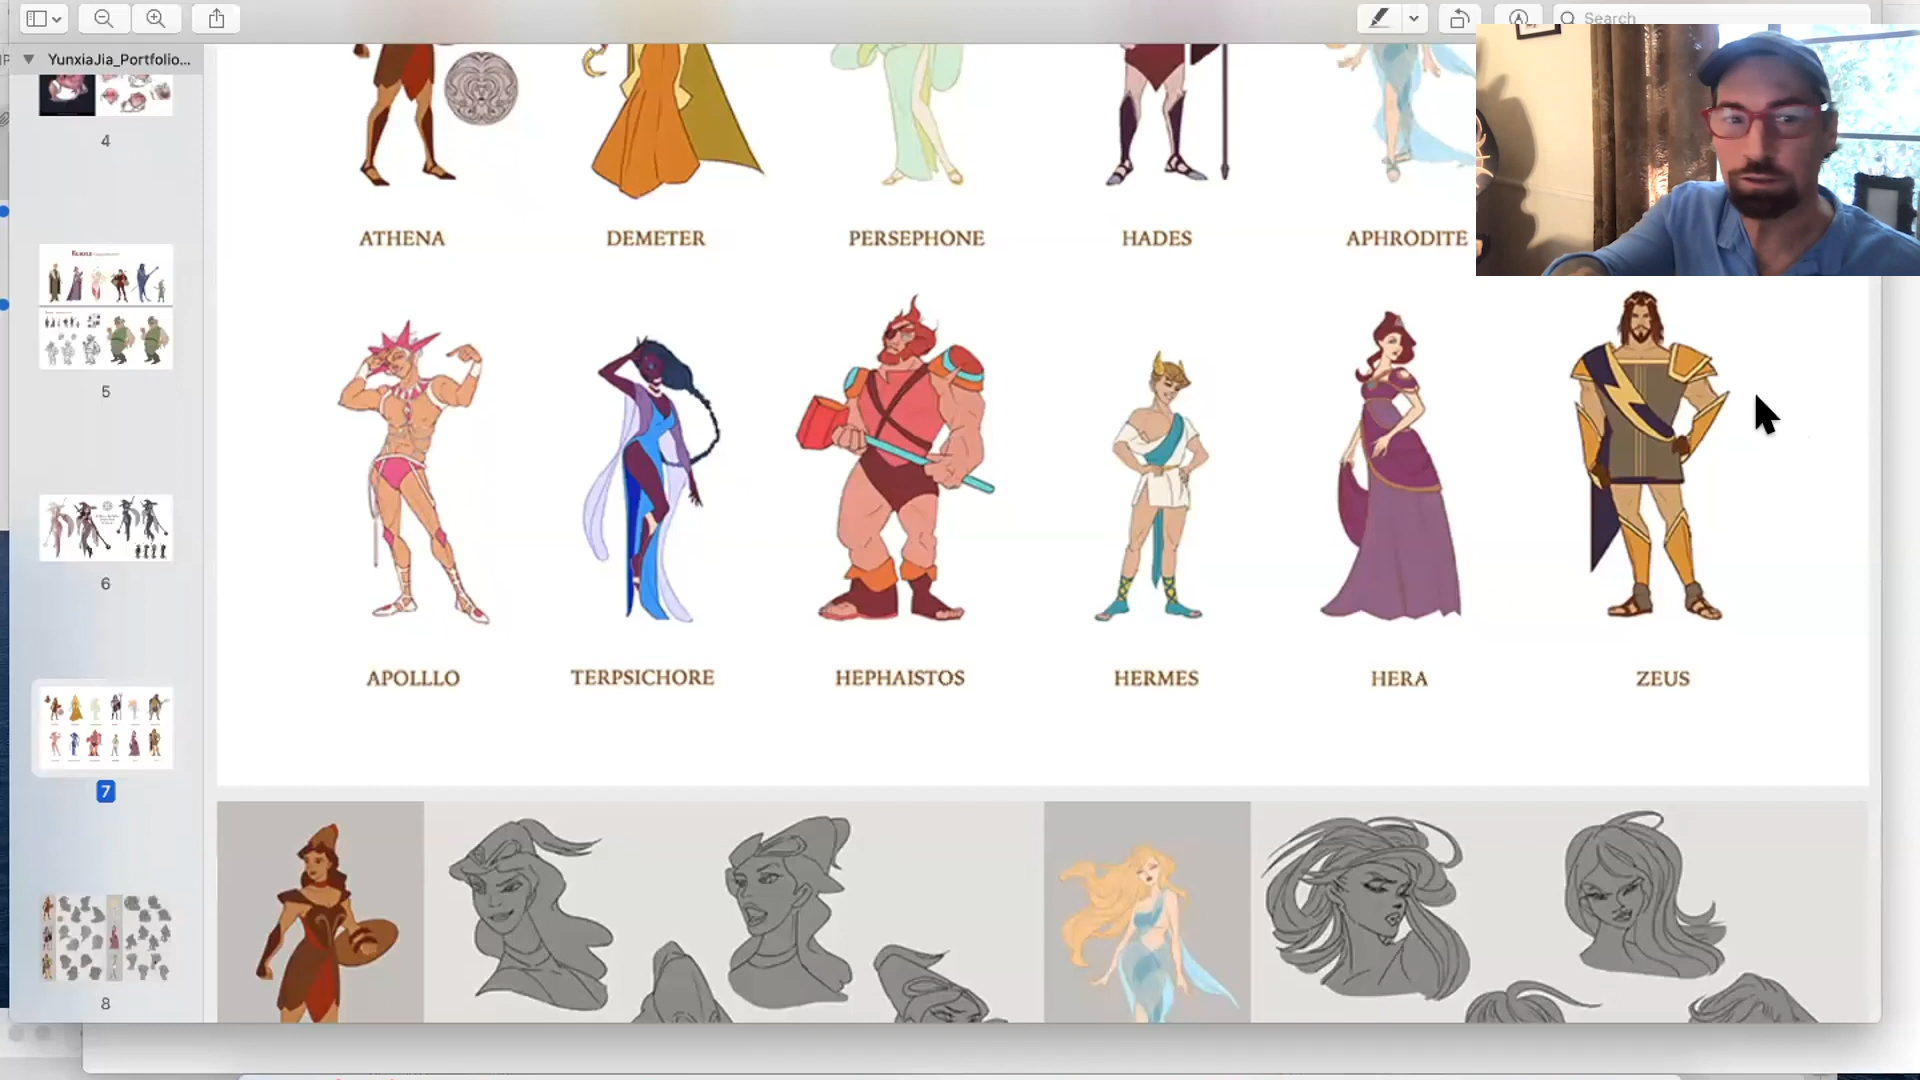 Search
YunxiaJia_Portfolio...
4
5
6
7
8
ATHENA
DEMETER
PERSEPHONE
HADES
APHRODITE
APOLLLO
TERPSICHORE
HEPHAISTOS
HERMES
HERA
ZEUS